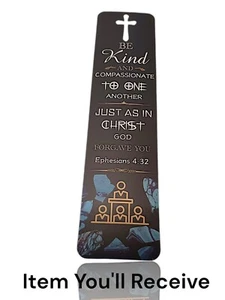 BE
Kind
AND
COMPASSIONATE
TO ONE
ANOTHER
JUST AS IN
CHRIST
GOD
FORGAVE YOU
Ephesians 4:32
Item You'll Receive